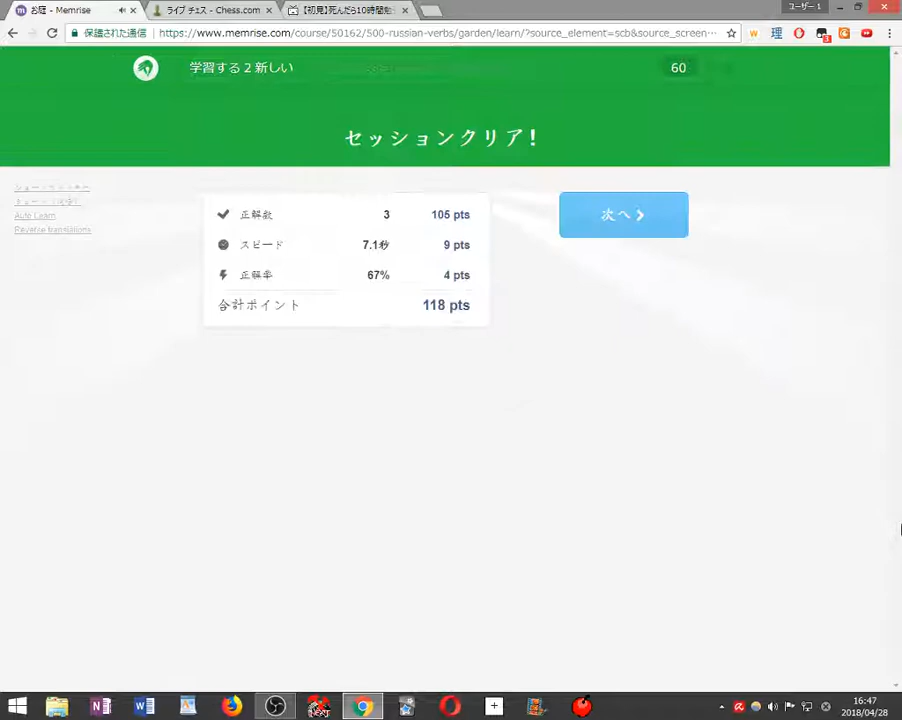 お庭 - Memrise
ライブ チェス - Chess.com
【初見】死んだら10時間勉
ユーザー 1
保護された通信
https://www.memrise.com/course/50162/500-russian-verbs/garden/learn/?source_element=scb&source_screen…
学習する 2 新しい
60
セッションクリア!
Auto Learn
Reverse translations
正解数 3 105 pts
スピード 7.1秒 9 pts
正解率 67% 4 pts
合計ポイント 118 pts
次へ
16:47
2018/04/28